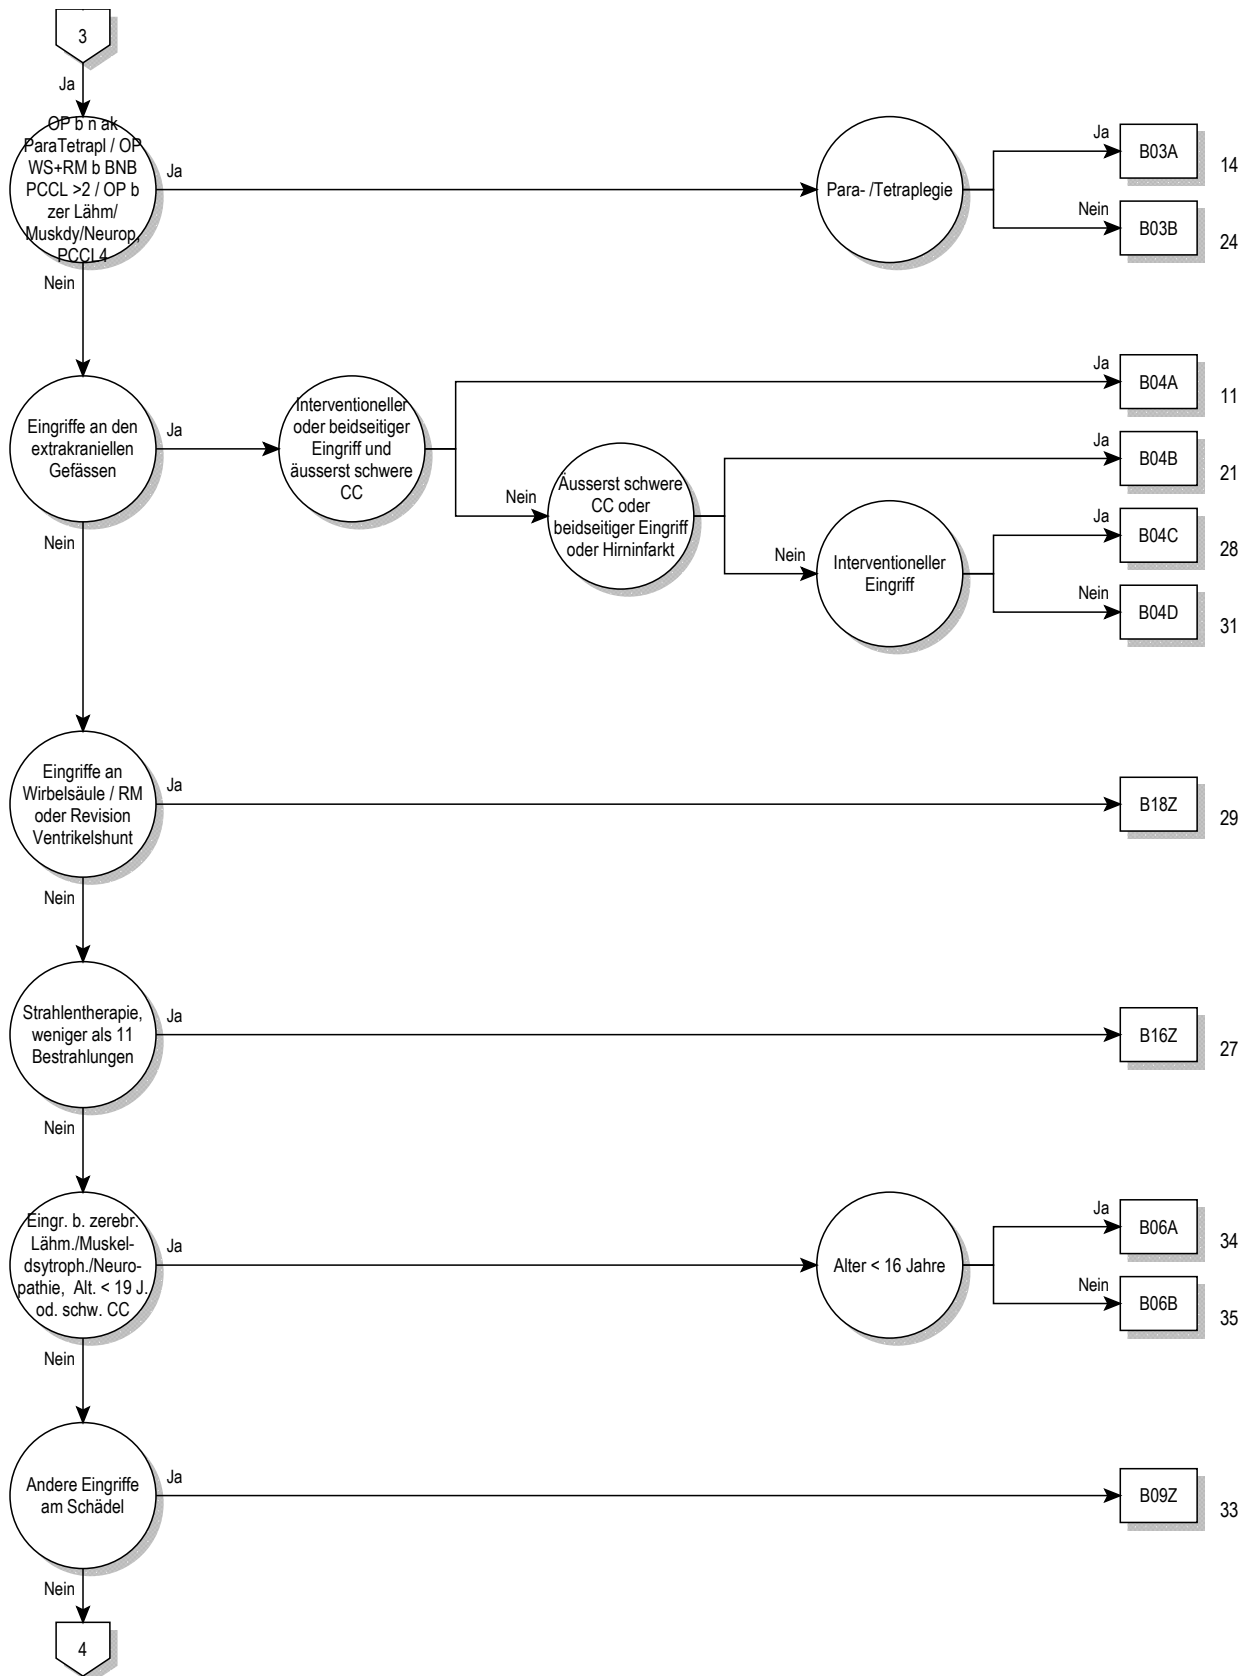 3
Ja
OP b n ak
ParaTetrapl / OP
WS+RM b BNB
PCCL >2 / OP b
zer Lähm/
Muskdy/Neurop,
PCCL4
Ja
Para- /Tetraplegie
Ja
B03A
14
Nein
B03B
24
Nein
Eingriffe an den
extrakraniellen
Gefässen
Ja
Interventioneller
oder beidseitiger
Eingriff und
äusserst schwere
CC
Ja
B04A
11
Nein
Äusserst schwere
CC oder
beidseitiger Eingriff
oder Hirninfarkt
Ja
B04B
21
Nein
Interventioneller
Eingriff
Ja
B04C
28
Nein
B04D
31
Nein
Eingriffe an
Wirbelsäule / RM
oder Revision
Ventrikelshunt
Ja
B18Z
29
Nein
Strahlentherapie,
weniger als 11
Bestrahlungen
Ja
B16Z
27
Nein
Eingr. b. zerebr.
Lähm./Muskel-
dsytroph./Neuro-
pathie, Alt. < 19 J.
od. schw. CC
Ja
Alter < 16 Jahre
Ja
B06A
34
Nein
B06B
35
Nein
Andere Eingriffe
am Schädel
Ja
B09Z
33
Nein
4